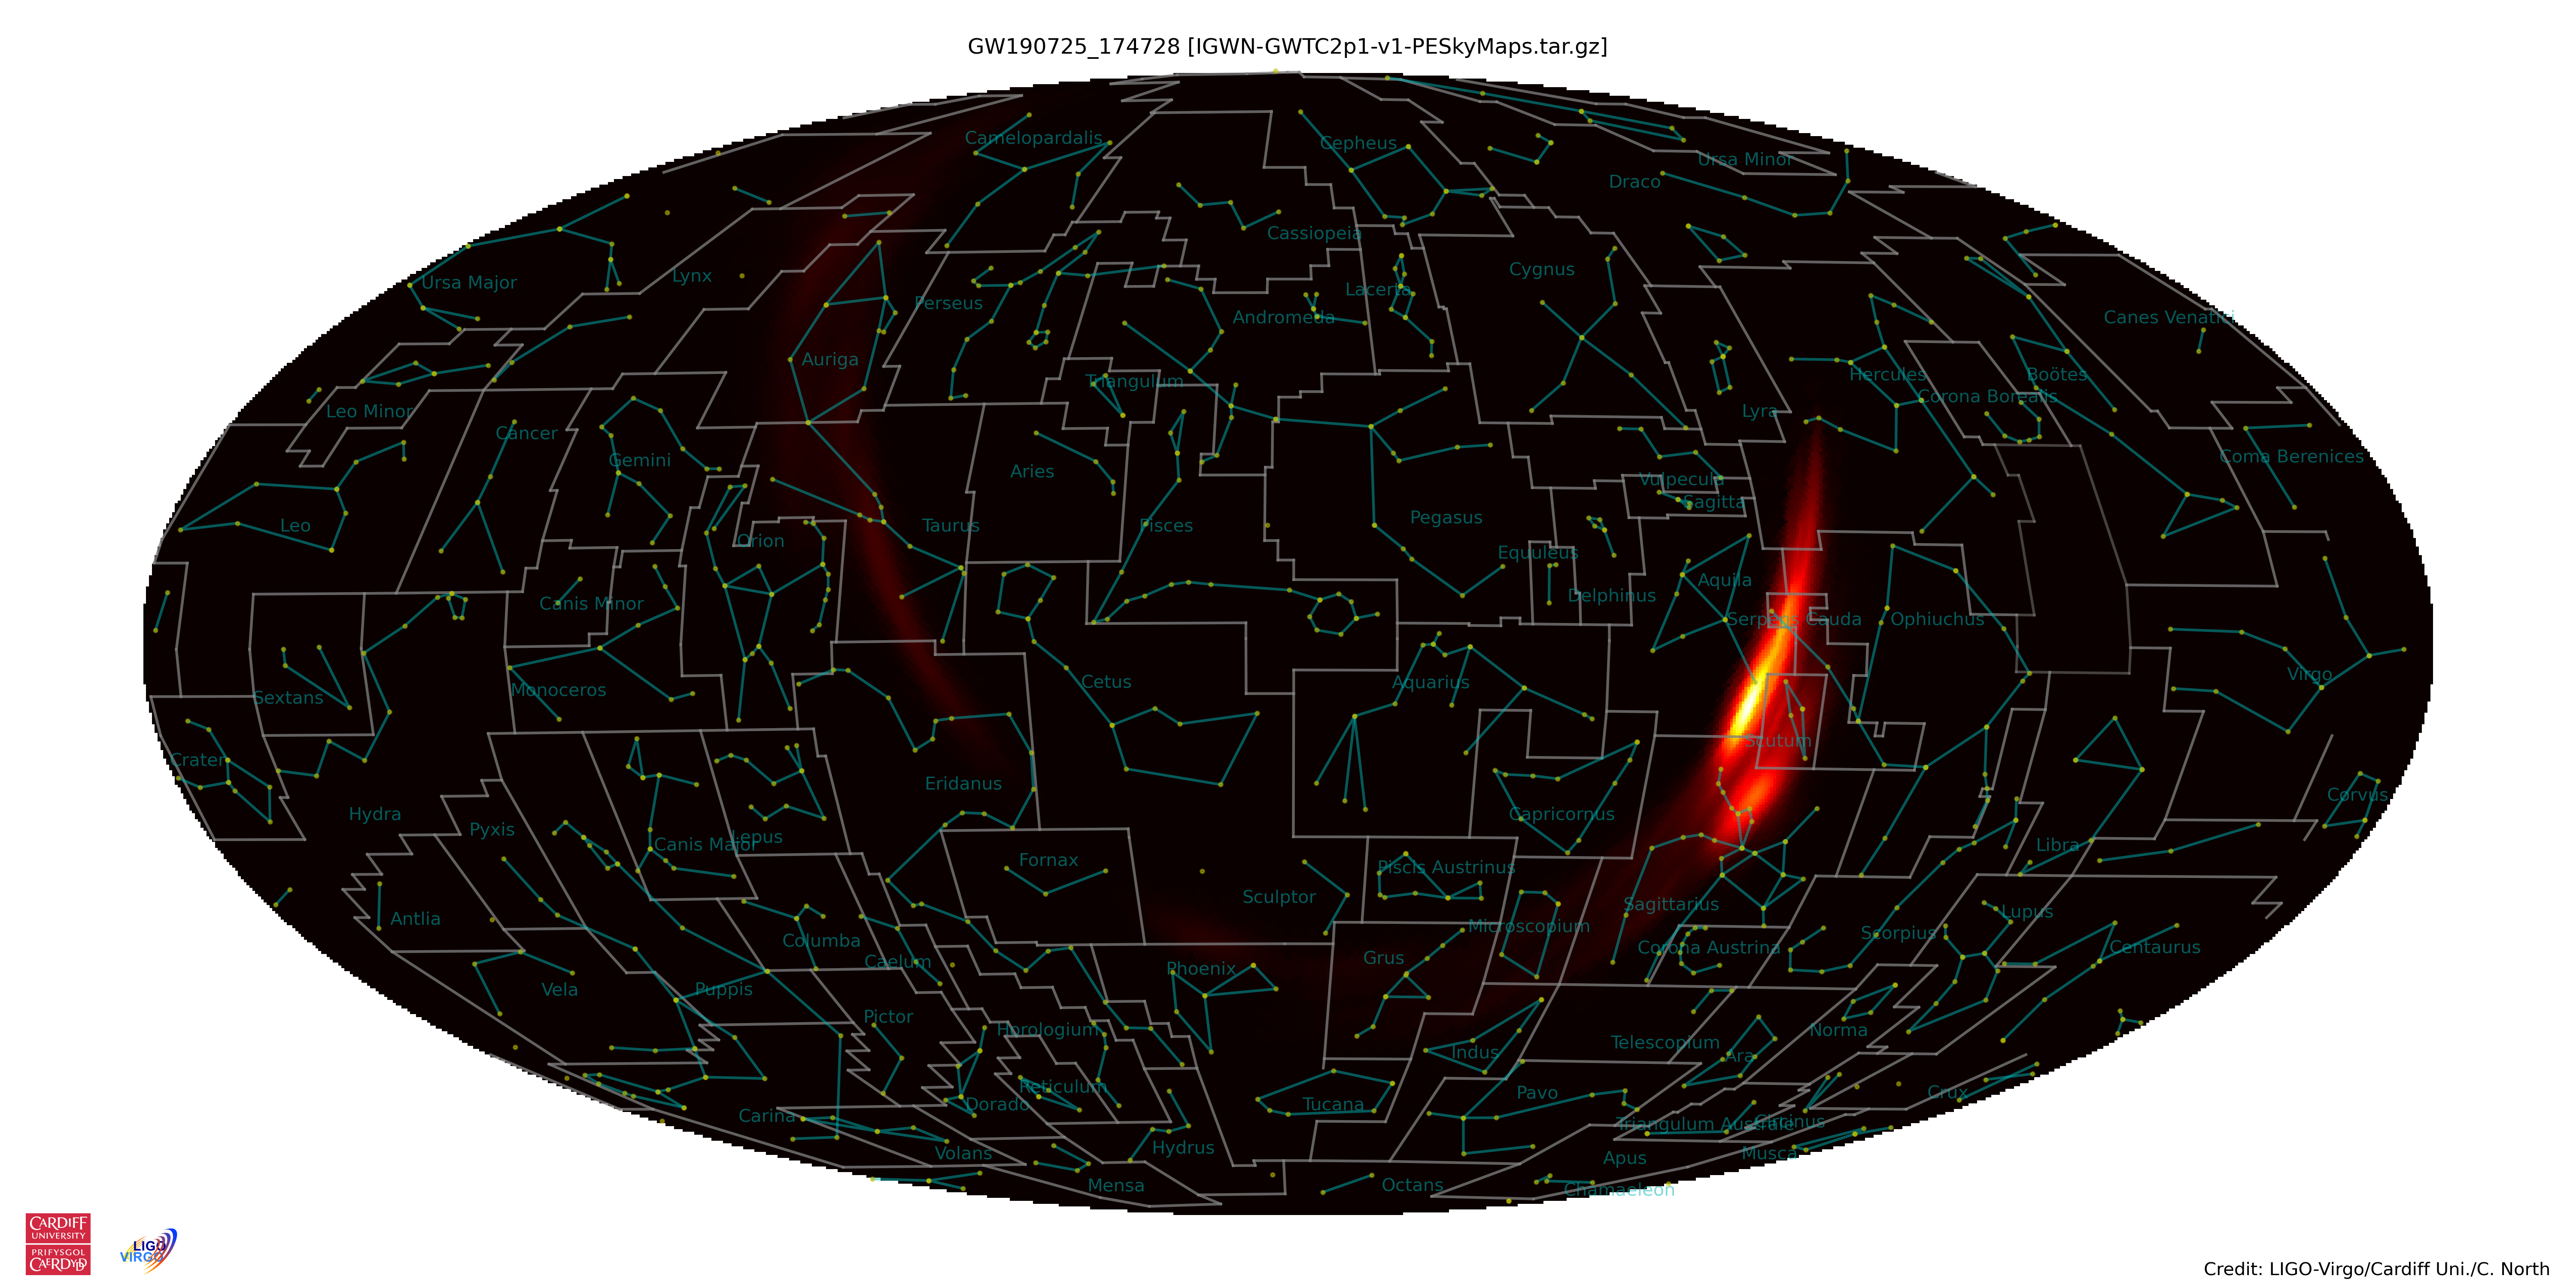 GW190725_174728 [IGWN-GWTC2p1-v1-PESkyMaps.tar.gz]
Camelopardalis
Cepheus
Ursa Minor
Draco
Cassiopeia
Ursa Major
Lynx
Cygnus
Lacerta
Perseus
Andromeda
Canes Venatici
Auriga
Hercules
Boötes
Triangulum
Corona Borealis
Leo Minor
Lyra
Cancer
Gemini
Coma Berenices
Aries
Vulpecula
Sagitta
Leo
Taurus
Pisces
Pegasus
Orion
Equuleus
Aquila
Canis Minor
Delphinus
Serpens Cauda
Ophiuchus
Virgo
Sextans
Monoceros
Cetus
Aquarius
Scutum
Crater
Eridanus
Corvus
Hydra
Pyxis
Capricornus
Canis Major
Lepus
Libra
Fornax
Piscis Austrinus
Sculptor
Sagittarius
Antlia
Lupus
Microscopium
Columba
Scorpius
Corona Austrina
Centaurus
Caelum
Grus
Phoenix
Vela
Puppis
Pictor
Horologium
Norma
Telescopium
Indus
Ara
Reticulum
Pavo
Crux
Dorado
Tucana
Carina
Triangulum Australe
Circinus
Hydrus
Volans
Musca
Apus
Mensa
Octans
Chamaeleon
CARDIFF
UNIVERSITY
PRIFYSGOL
CAERDYDD
LIGO
VIRGO
Credit: LIGO-Virgo/Cardiff Uni./C. North